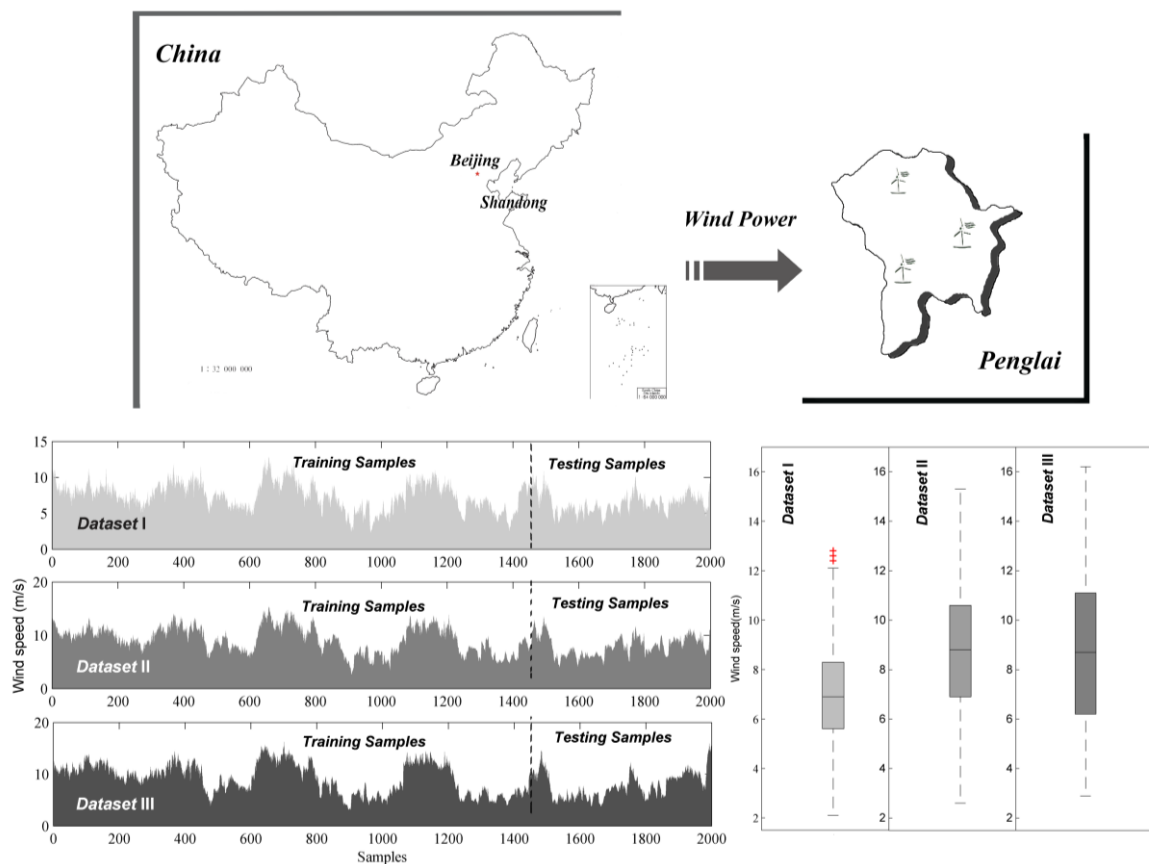 China
Beijing
Shandong
1:32 000 000
Wind Power
Penglai
15
10
5
0
Training Samples
Testing Samples
Dataset I
0 200 400 600 800 1000 1200 1400 1600 1800 2000
Wind speed (m/s)
20
10
0
Training Samples
Testing Samples
Dataset II
0 200 400 600 800 1000 1200 1400 1600 1800 2000
20
10
0
Training Samples
Testing Samples
Dataset III
0 200 400 600 800 1000 1200 1400 1600 1800 2000
Samples
Wind speed(m/s)
16
14
12
10
8
6
4
2
Dataset I
16
14
12
10
8
6
4
2
Dataset II
16
14
12
10
8
6
4
2
Dataset III